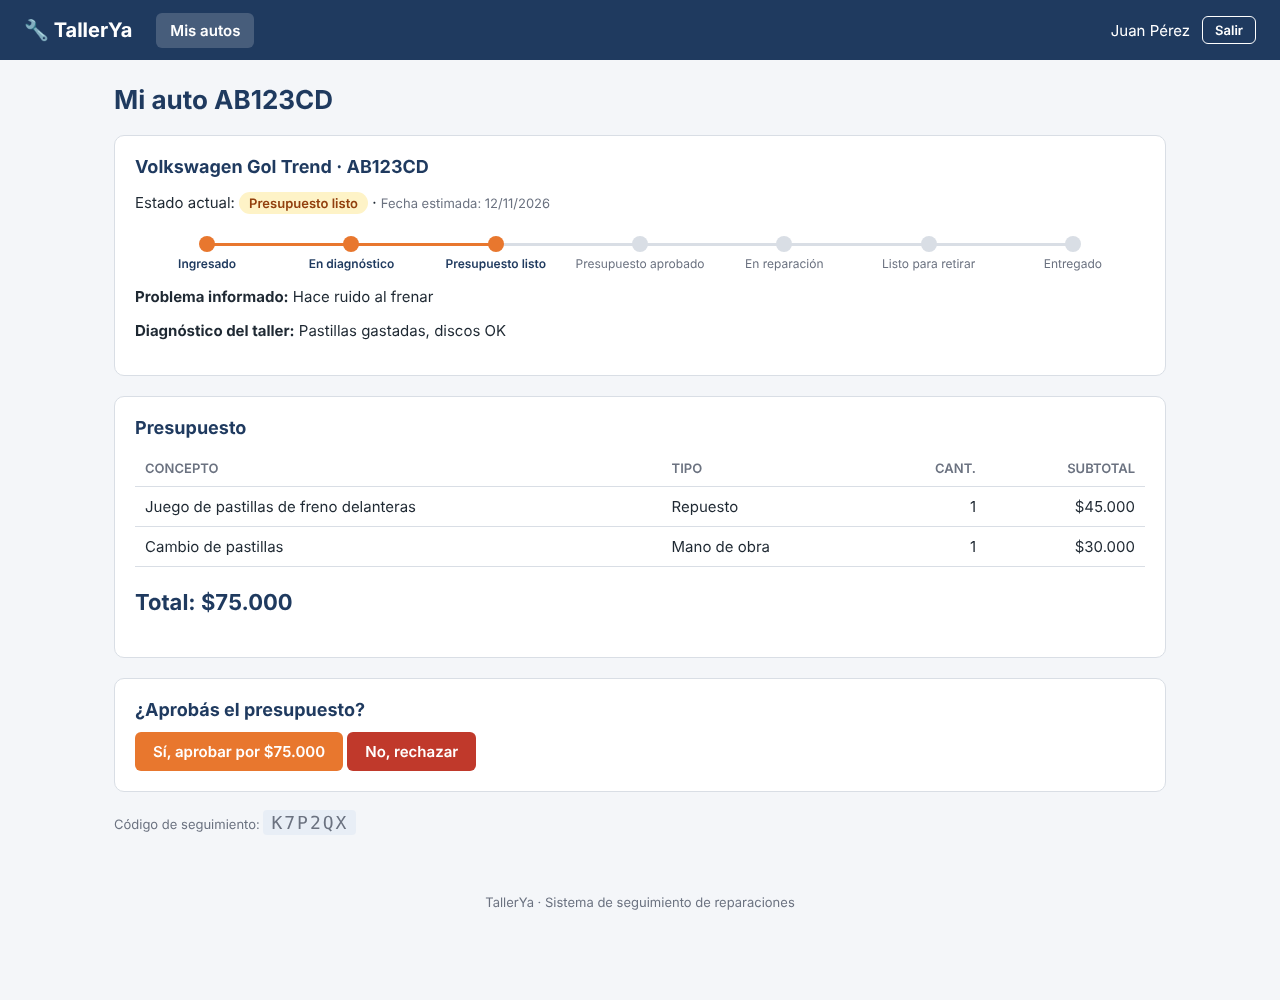 🔧 TallerYa Mis autos Juan Pérez Salir
Mi auto AB123CD
Volkswagen Gol Trend · AB123CD
Estado actual: Presupuesto listo · Fecha estimada: 12/11/2026
Ingresado En diagnóstico Presupuesto listo Presupuesto aprobado En reparación Listo para retirar Entregado
Problema informado: Hace ruido al frenar
Diagnóstico del taller: Pastillas gastadas, discos OK
Presupuesto
CONCEPTO TIPO CANT. SUBTOTAL
Juego de pastillas de freno delanteras Repuesto 1 $45.000
Cambio de pastillas Mano de obra 1 $30.000
Total: $75.000
¿Aprobás el presupuesto?
Sí, aprobar por $75.000 No, rechazar
Código de seguimiento: K7P2QX
TallerYa · Sistema de seguimiento de reparaciones